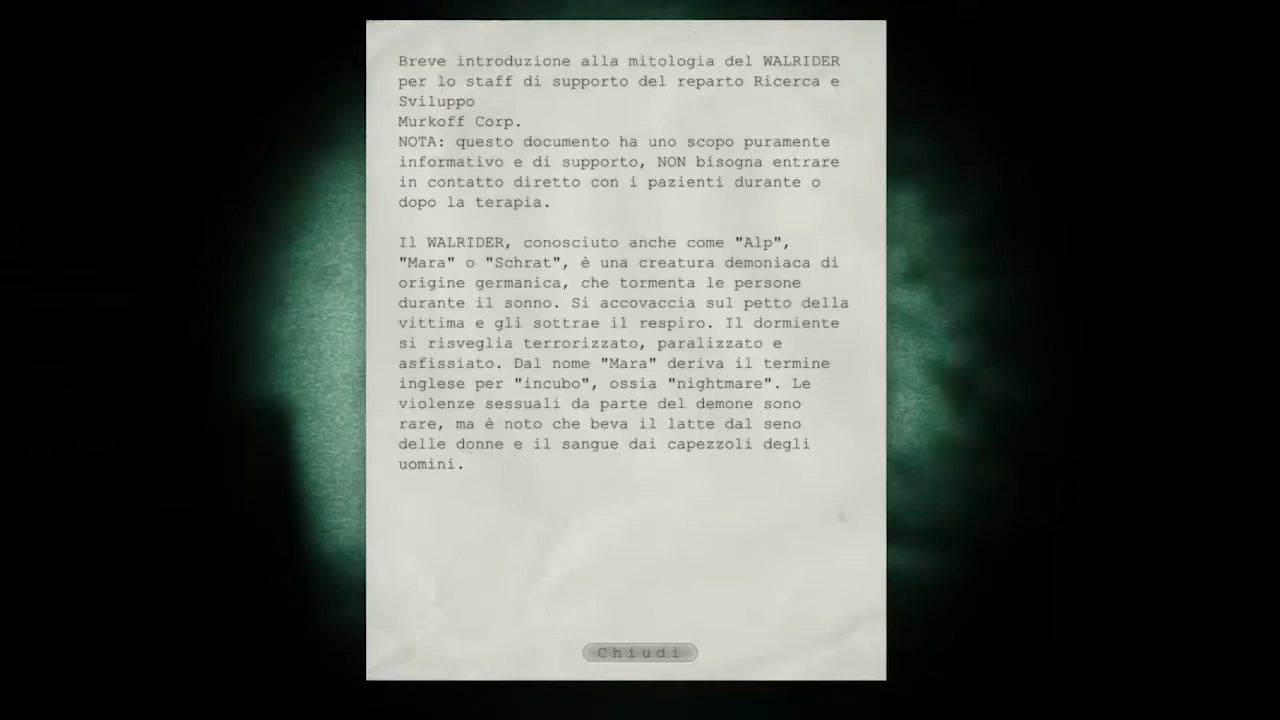 Breve introduzione alla mitologia del WALRIDER
per lo staff di supporto del reparto Ricerca e
Sviluppo
Murkoff Corp.
NOTA: questo documento ha uno scopo puramente
informativo e di supporto, NON bisogna entrare
in contatto diretto con i pazienti durante o
dopo la terapia.
Il WALRIDER, conosciuto anche come "Alp",
"Mara" o "Schrat", è una creatura demoniaca di
origine germanica, che tormenta le persone
durante il sonno. Si accovaccia sul petto della
vittima e gli sottrae il respiro. Il dormiente
si risveglia terrorizzato, paralizzato e
asfissiato. Dal nome "Mara" deriva il termine
inglese per "incubo", ossia "nightmare". Le
violenze sessuali da parte del demone sono
rare, ma è noto che beva il latte dal seno
delle donne e il sangue dai capezzoli degli
uomini.
Chiudi